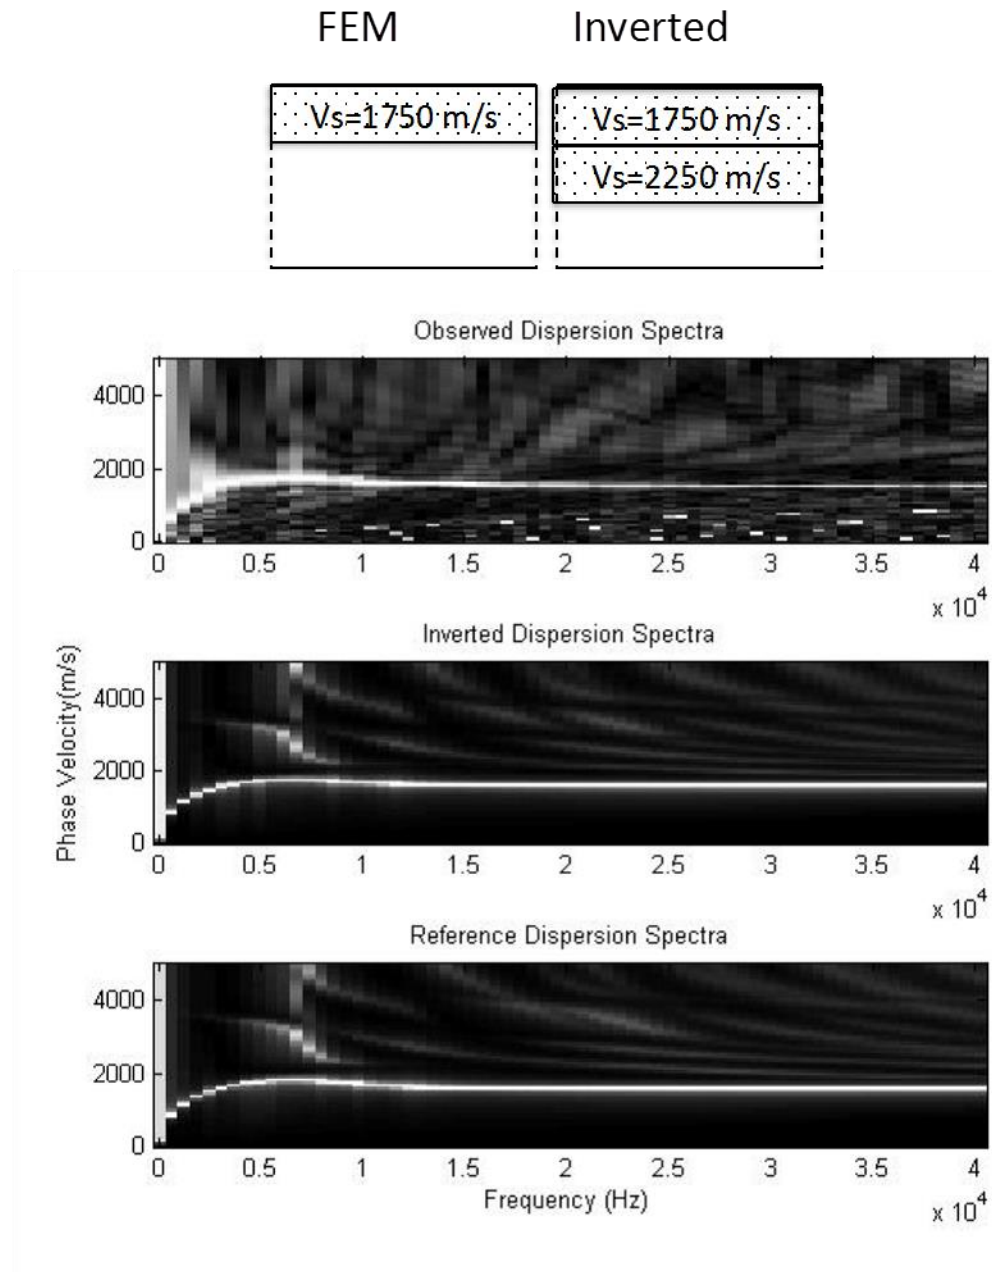 FEM Inverted
Vs=1750 m/s Vs=1750 m/s
Vs=2250 m/s
Observed Dispersion Spectra
4000
2000
0
0 0.5 1 1.5 2 2.5 3 3.5 4
x 10^4
Inverted Dispersion Spectra
Phase Velocity(m/s)
4000
2000
0
0 0.5 1 1.5 2 2.5 3 3.5 4
x 10^4
Reference Dispersion Spectra
4000
2000
0
0 0.5 1 1.5 2 2.5 3 3.5 4
Frequency (Hz)
x 10^4